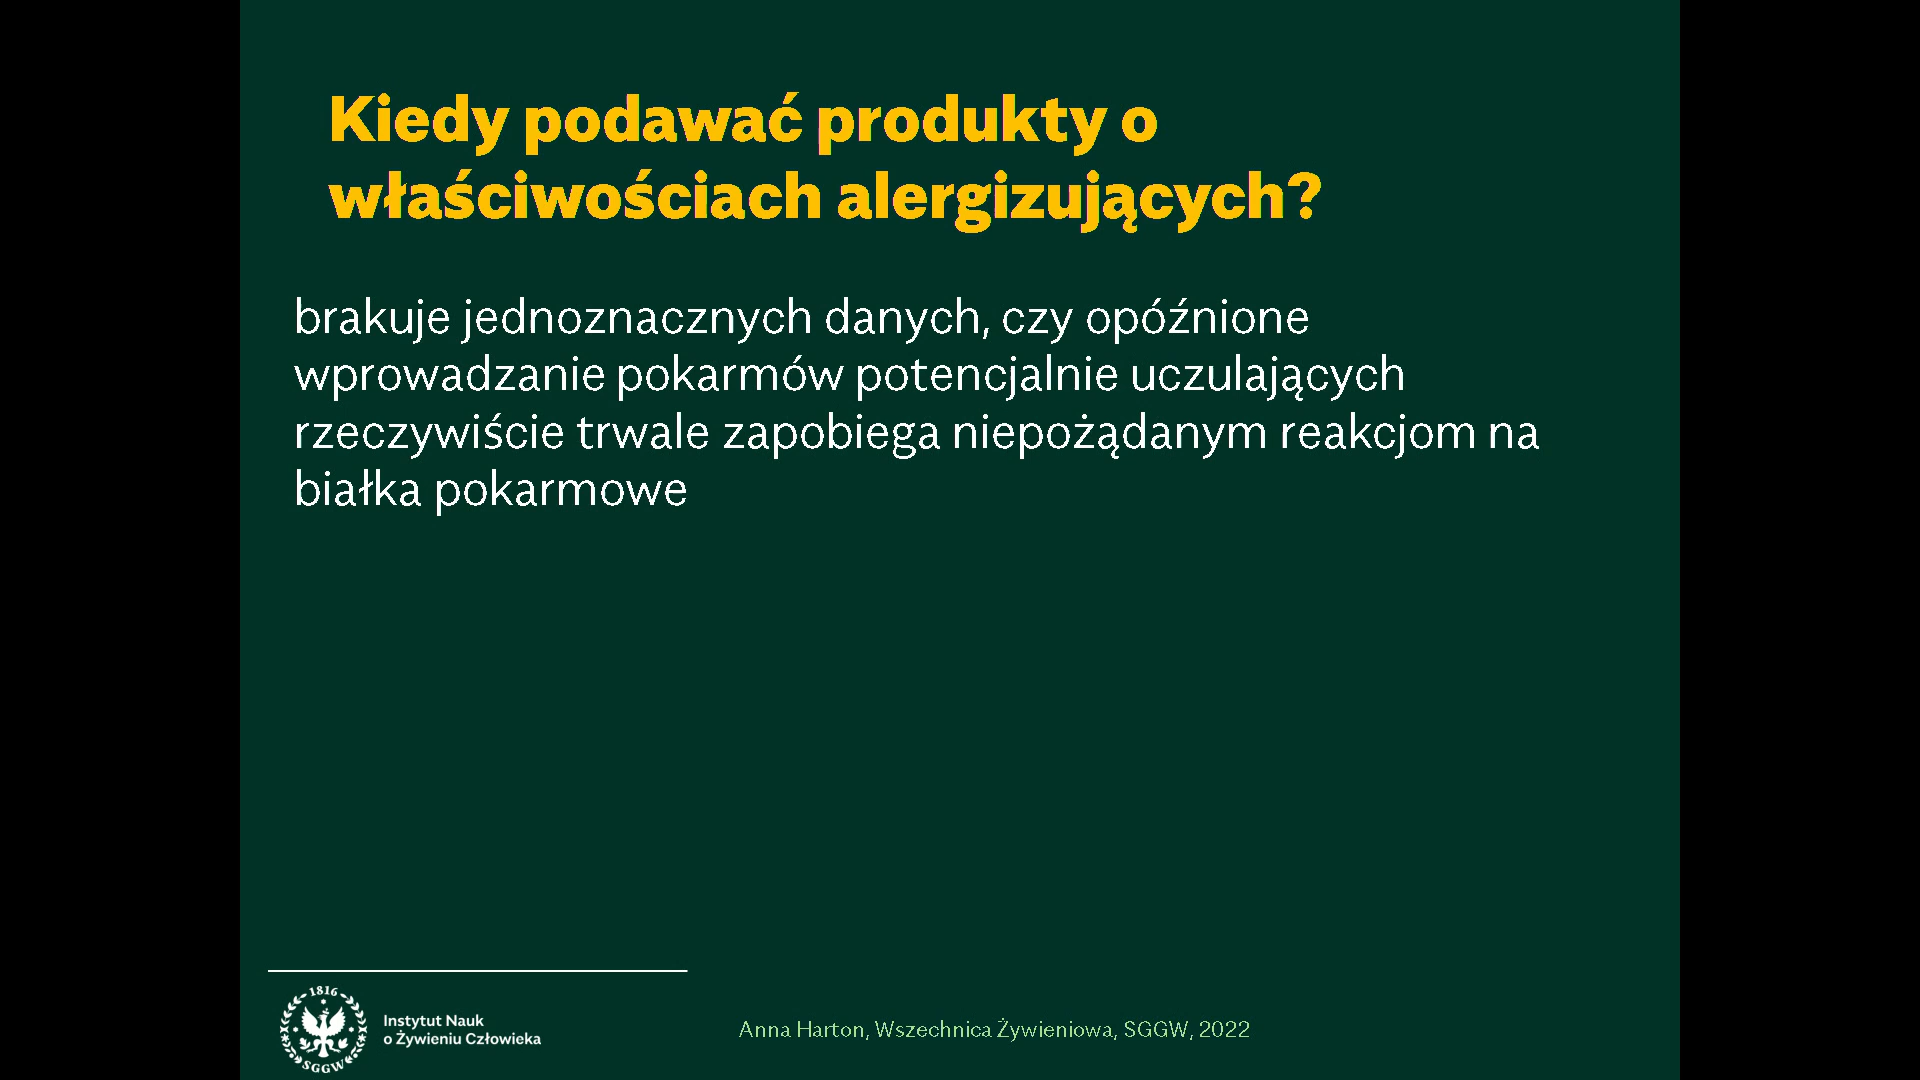 Kiedy podawać produkty o
właściwościach alergizujących?
brakuje jednoznacznych danych, czy opóźnione
wprowadzanie pokarmów potencjalnie uczulających
rzeczywiście trwale zapobiega niepożądanym reakcjom na
białka pokarmowe
1816
SGGW
Instytut Nauk
o Żywieniu Człowieka
Anna Harton, Wszechnica Żywieniowa, SGGW, 2022